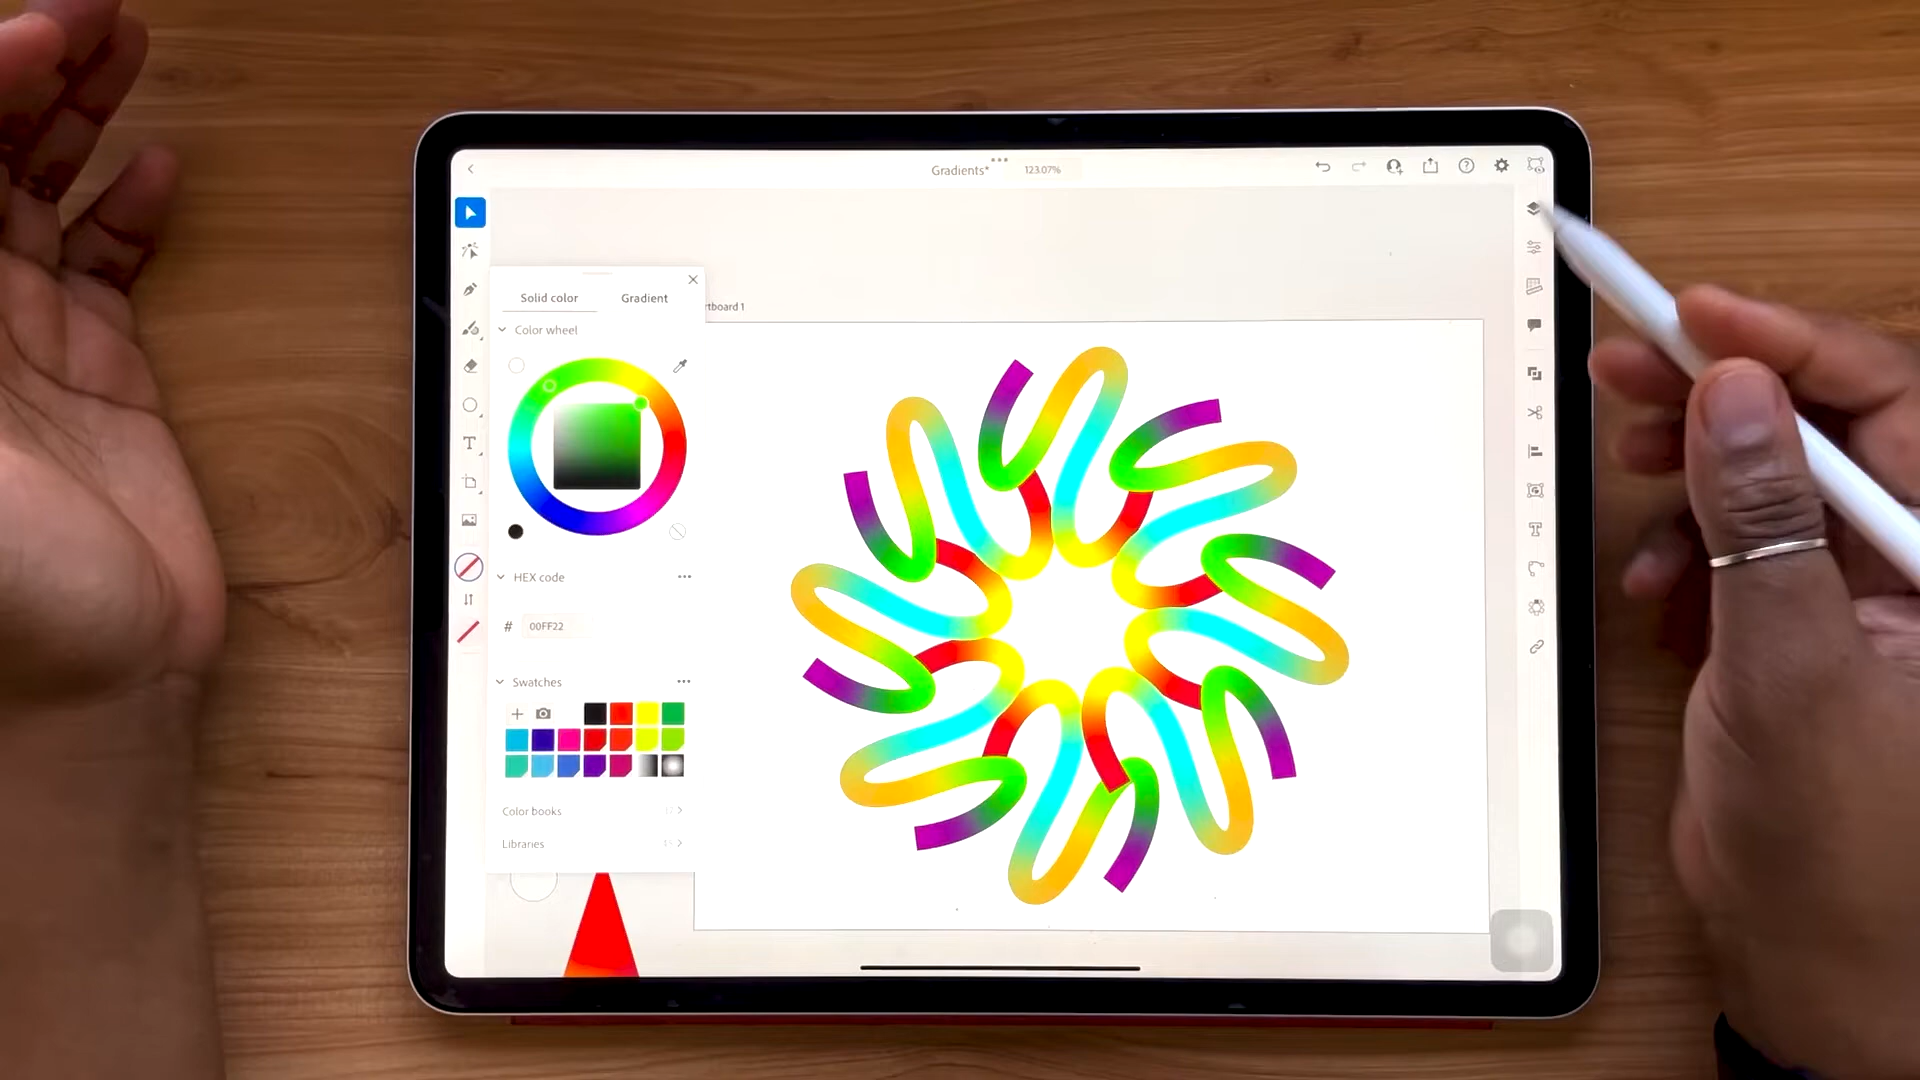 Gradients* 123.07%
Solid color Gradient
rtboard 1
Color wheel
HEX code
# 00FF22
Swatches
Color books
Libraries